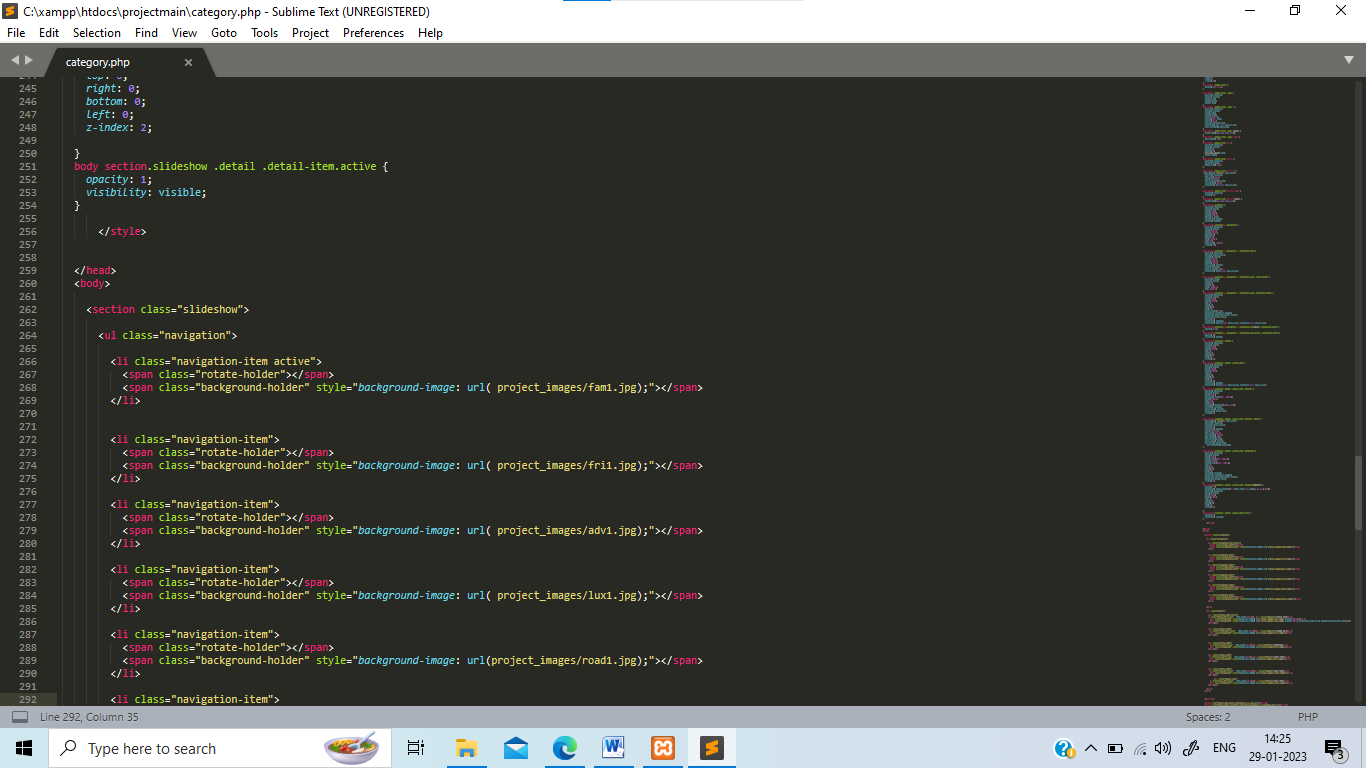 C:\xampp\htdocs\projectmain\category.php - Sublime Text (UNREGISTERED)
File Edit Selection Find View Goto Tools Project Preferences Help
category.php
245 right: 0;
246 bottom: 0;
247 left: 0;
248 z-index: 2;
249
250 }
251 body section.slideshow .detail .detail-item.active {
252 opacity: 1;
253 visibility: visible;
254 }
255
256 </style>
257
258
259 </head>
260 <body>
261
262 <section class="slideshow">
263
264 <ul class="navigation">
265
266 <li class="navigation-item active">
267 <span class="rotate-holder"></span>
268 <span class="background-holder" style="background-image: url( project_images/fam1.jpg);"></span>
269 </li>
270
271
272 <li class="navigation-item">
273 <span class="rotate-holder"></span>
274 <span class="background-holder" style="background-image: url( project_images/fri1.jpg);"></span>
275 </li>
276
277 <li class="navigation-item">
278 <span class="rotate-holder"></span>
279 <span class="background-holder" style="background-image: url( project_images/adv1.jpg);"></span>
280 </li>
281
282 <li class="navigation-item">
283 <span class="rotate-holder"></span>
284 <span class="background-holder" style="background-image: url( project_images/lux1.jpg);"></span>
285 </li>
286
287 <li class="navigation-item">
288 <span class="rotate-holder"></span>
289 <span class="background-holder" style="background-image: url(project_images/road1.jpg);"></span>
290 </li>
291
292 <li class="navigation-item">
Line 292, Column 35 Spaces: 2 PHP
Type here to search
ENG
14:25
29-01-2023
3